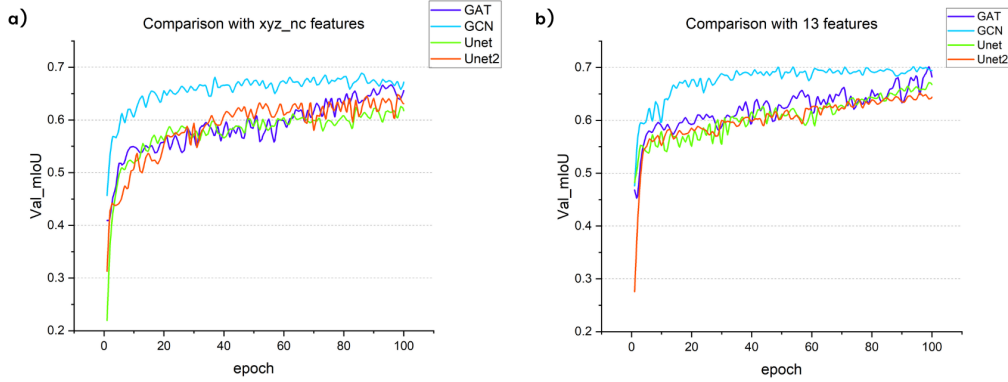 a)
Comparison with xyz_nc features
GAT
GCN
Unet
Unet2
0.7
0.6
0.5
0.4
0.3
0.2
Val_mIoU
0
20
40
60
80
100
epoch
b)
Comparison with 13 features
GAT
GCN
Unet
Unet2
0.7
0.6
0.5
0.4
0.3
0.2
Val_mIoU
0
20
40
60
80
100
epoch